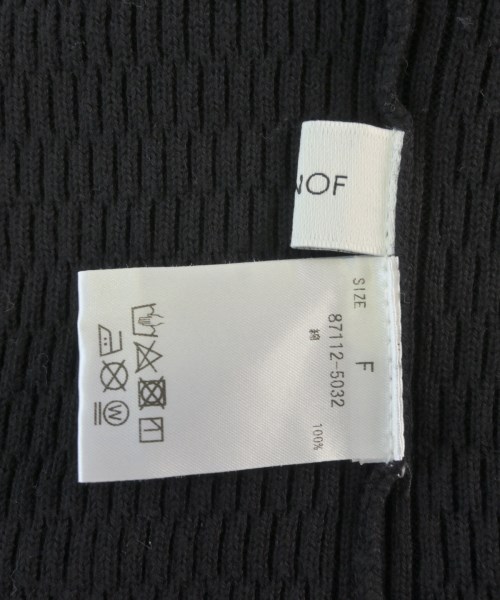 NOF
SIZE F
87112-5032
綿 100%
W